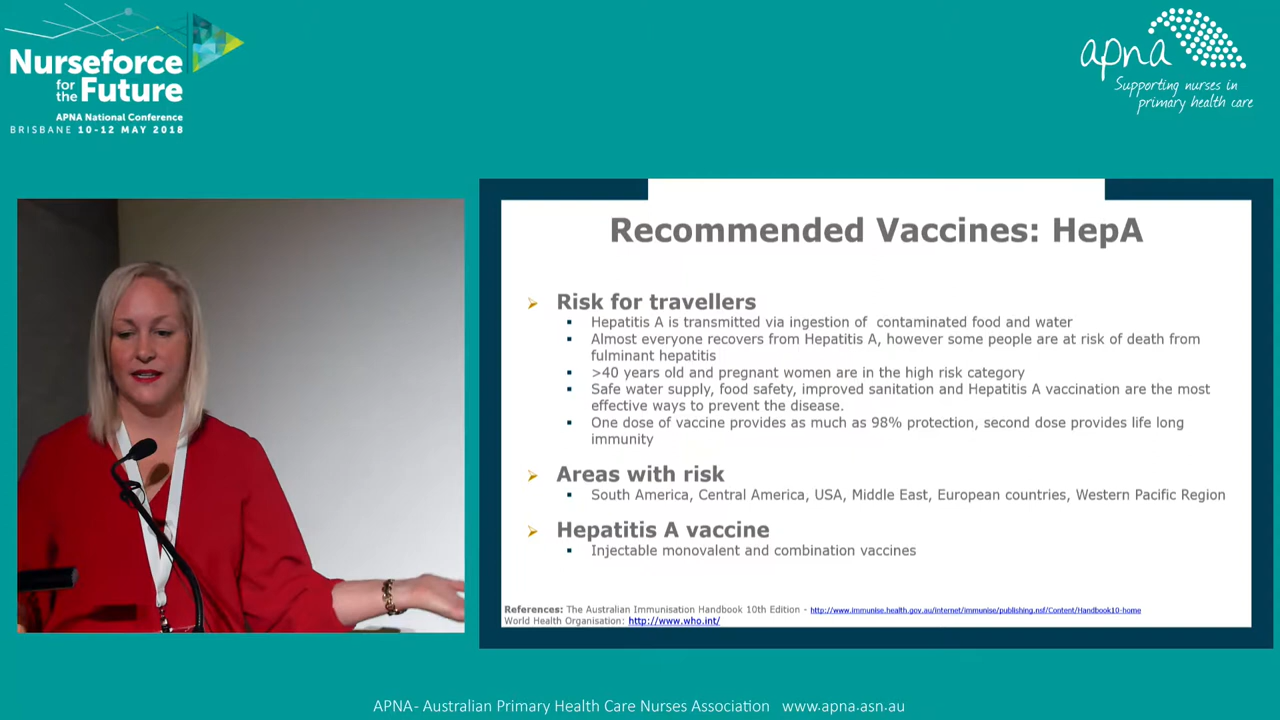 Nurseforce
for the Future
APNA National Conference
BRISBANE 10-12 MAY 2018
apna
Supporting nurses in
primary health care
Recommended Vaccines: HepA
Risk for travellers
Hepatitis A is transmitted via ingestion of contaminated food and water
Almost everyone recovers from Hepatitis A, however some people are at risk of death from
fulminant hepatitis
>40 years old and pregnant women are in the high risk category
Safe water supply, food safety, improved sanitation and Hepatitis A vaccination are the most
effective ways to prevent the disease.
One dose of vaccine provides as much as 98% protection, second dose provides life long
immunity
Areas with risk
South America, Central America, USA, Middle East, European countries, Western Pacific Region
Hepatitis A vaccine
Injectable monovalent and combination vaccines
References: The Australian Immunisation Handbook 10th Edition - http://www.immunise.health.gov.au/internet/immunise/publishing.nsf/Content/Handbook10-home
World Health Organisation: http://www.who.int/
APNA- Australian Primary Health Care Nurses Association www.apna.asn.au